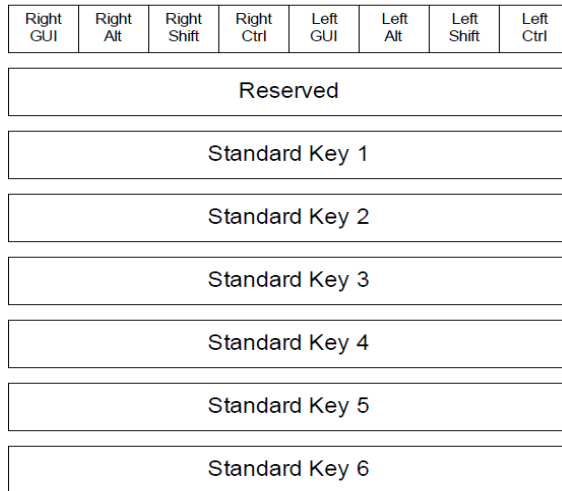 Right GUI Right Alt Right Shift Right Ctrl Left GUI Left Alt Left Shift Left Ctrl
Reserved
Standard Key 1
Standard Key 2
Standard Key 3
Standard Key 4
Standard Key 5
Standard Key 6